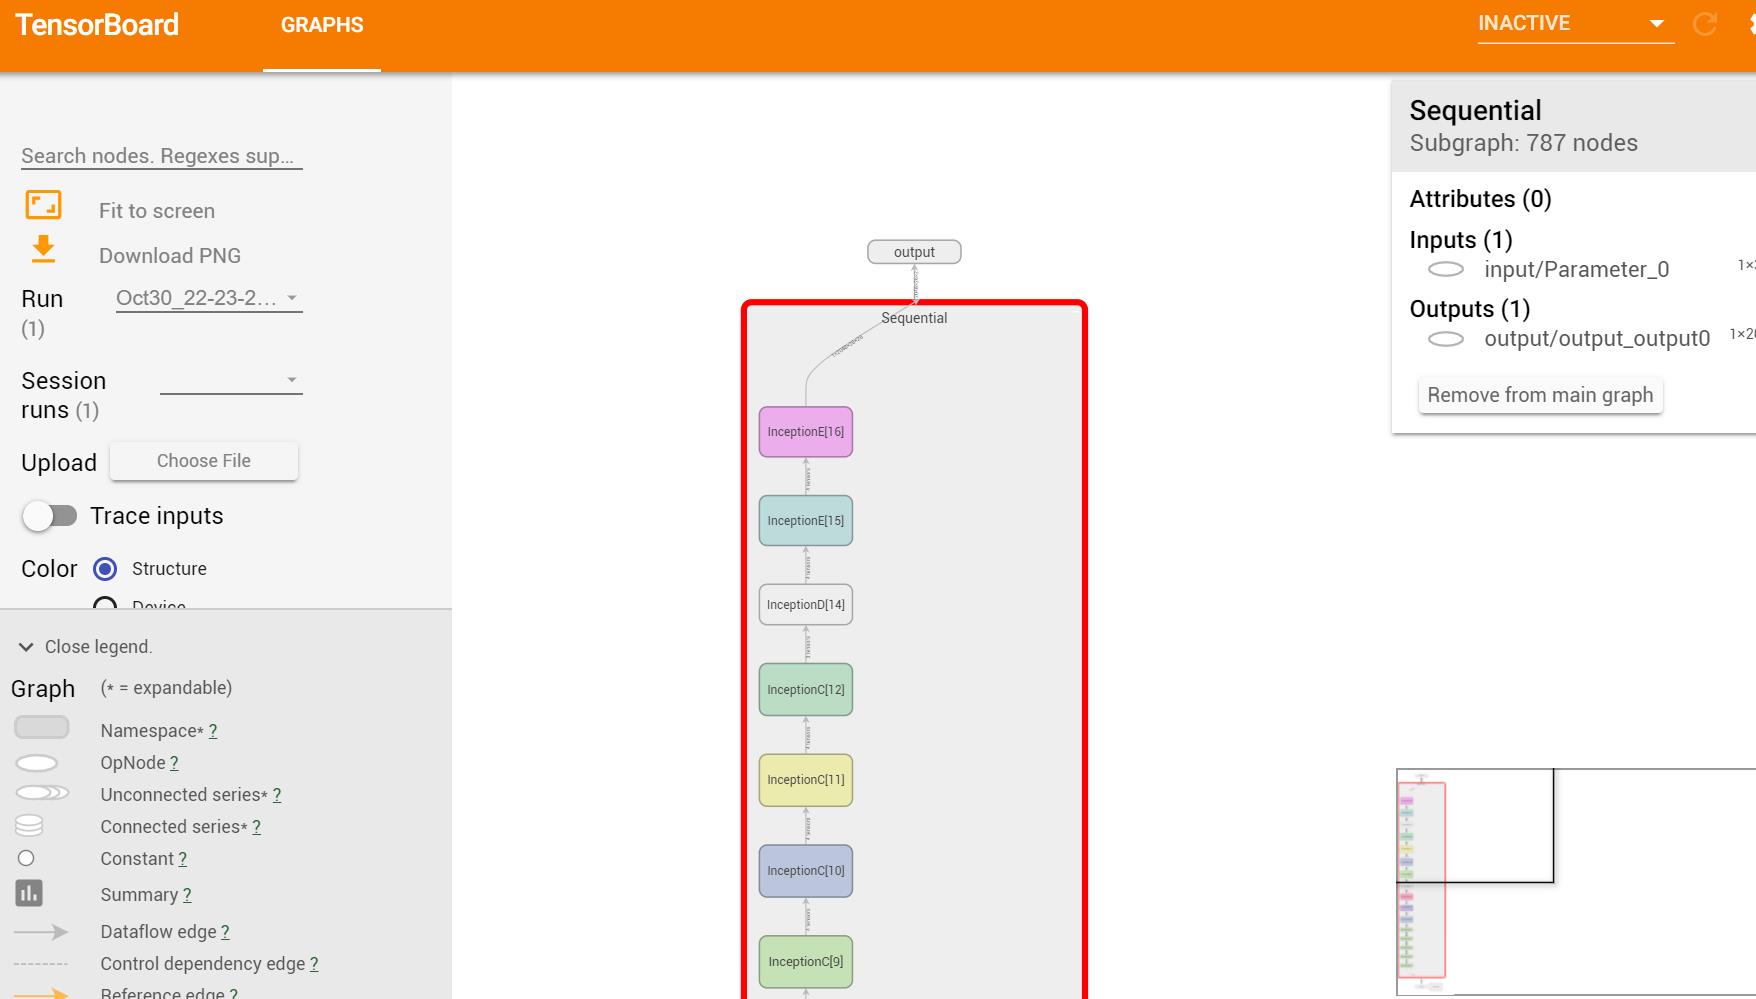 TensorBoard
GRAPHS
INACTIVE
Search nodes. Regexes sup...
Fit to screen
Download PNG
Run
(1)
Oct30_22-23-2...
Session
runs (1)
Upload
Choose File
Trace inputs
Color
Structure
Device
Close legend.
Graph
(* = expandable)
Namespace* ?
OpNode ?
Unconnected series* ?
Connected series* ?
Constant ?
Summary ?
Dataflow edge ?
Control dependency edge ?
Reference edge ?
output
Sequential
InceptionE[16]
InceptionE[15]
InceptionD[14]
InceptionC[12]
InceptionC[11]
InceptionC[10]
InceptionC[9]
Sequential
Subgraph: 787 nodes
Attributes (0)
Inputs (1)
input/Parameter_0
Outputs (1)
output/output_output0
Remove from main graph